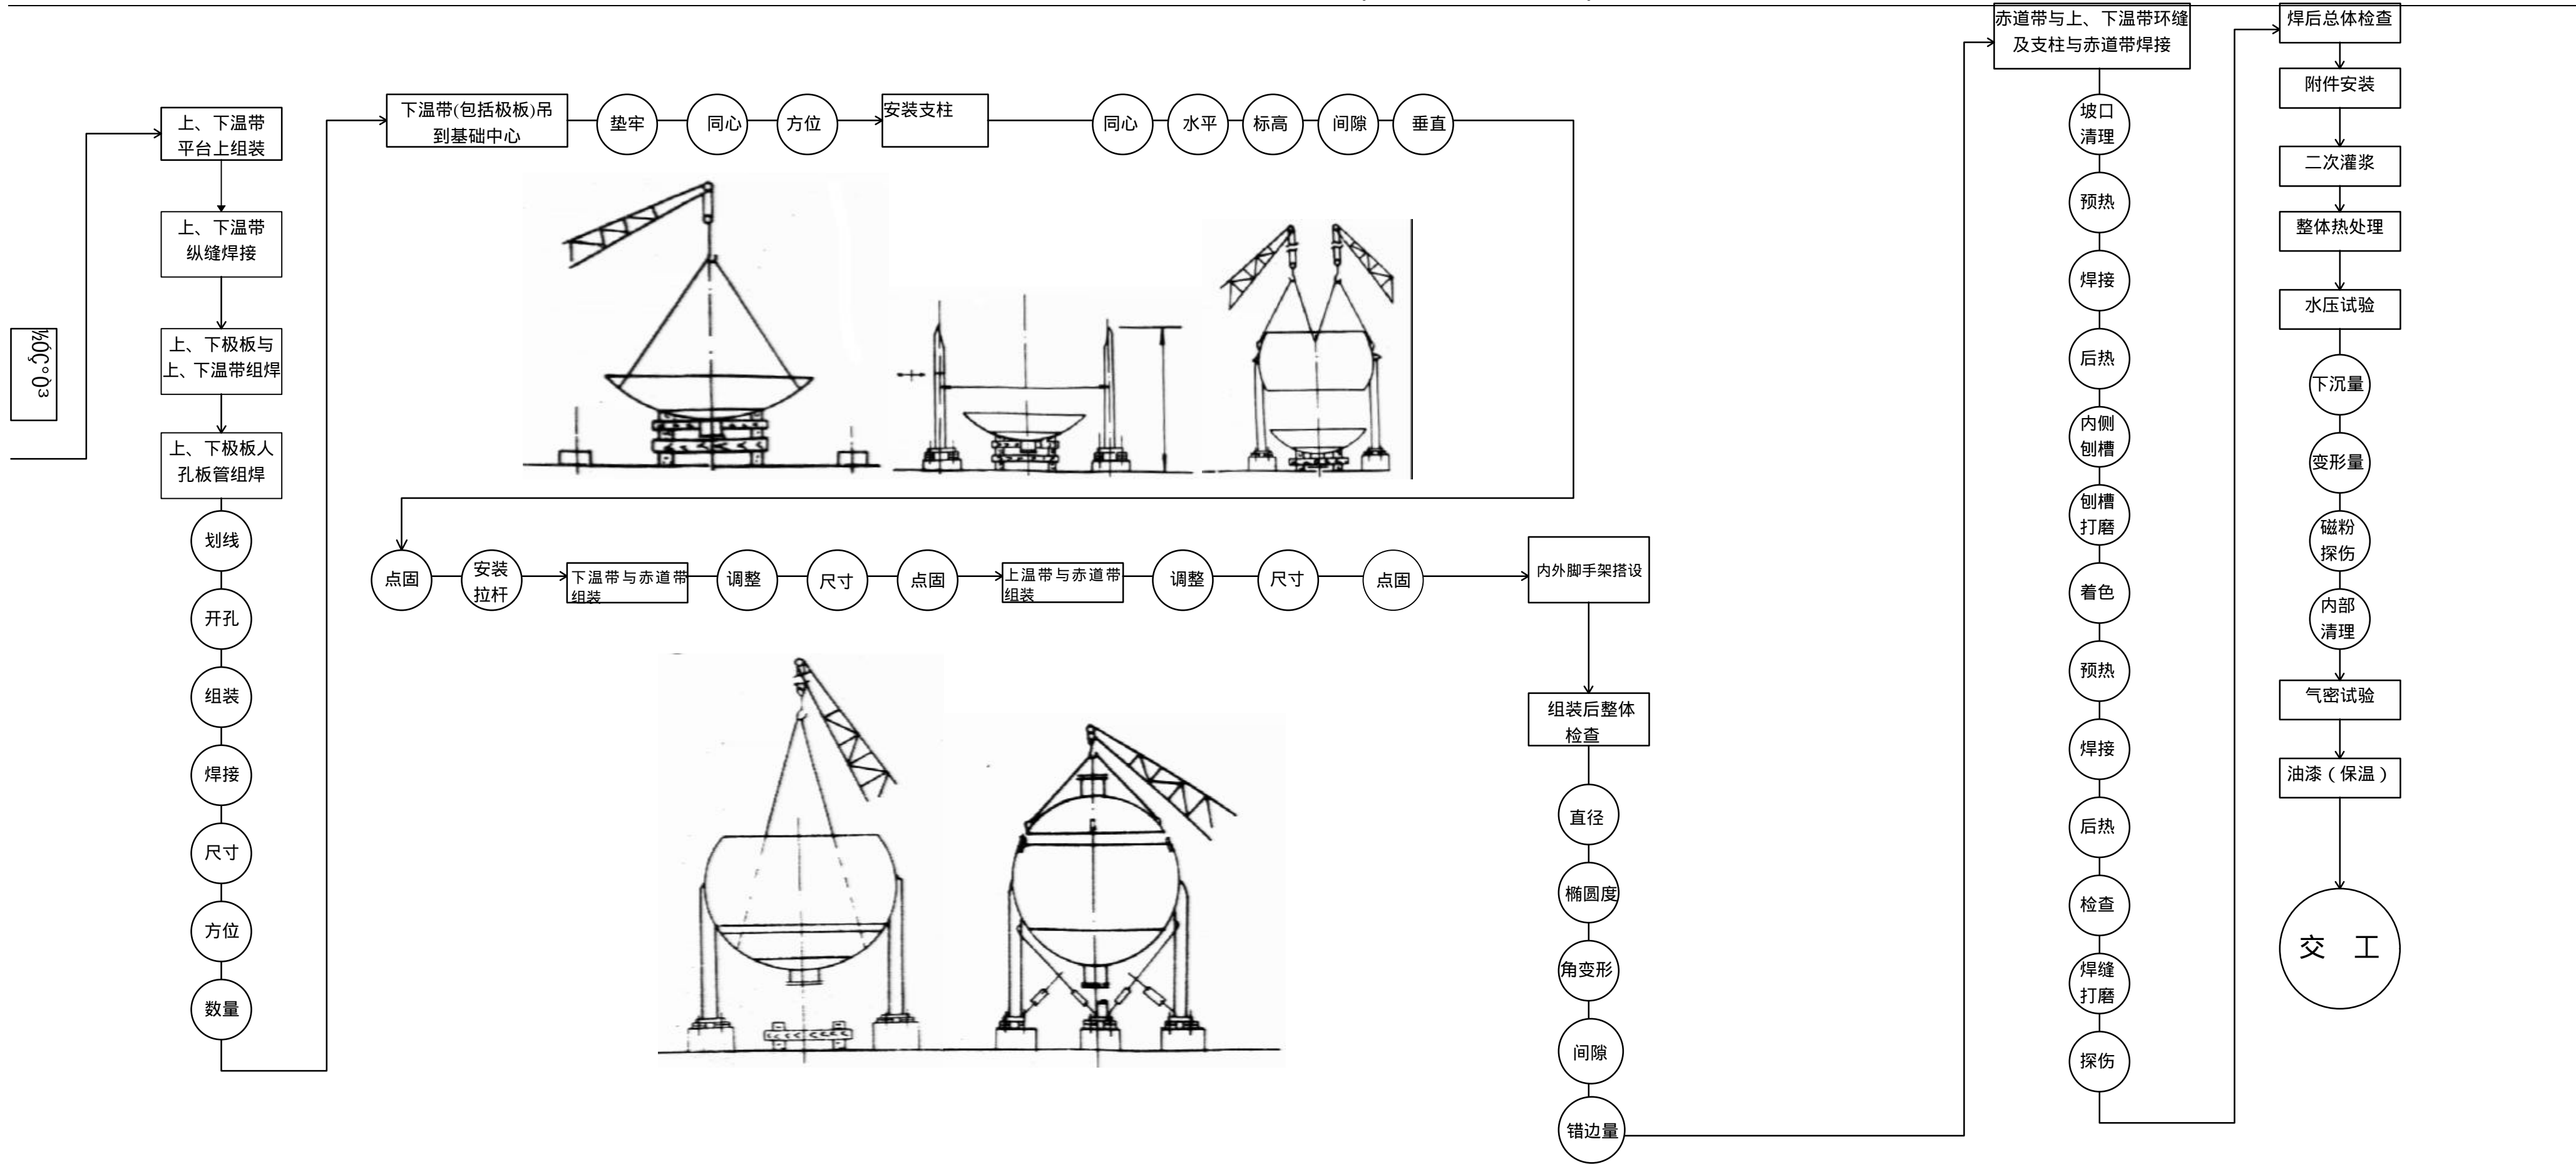 ½Óç°ò³
上、下温带
平台上组装
上、下温带
纵缝焊接
上、下极板与
上、下温带组焊
上、下极板人
孔板管组焊
划线
开孔
组装
焊接
尺寸
方位
数量
下温带(包括极板)吊
到基础中心
垫牢
同心
方位
安装支柱
同心
水平
标高
间隙
垂直
点固
安装
拉杆
下温带与赤道带
组装
调整
尺寸
点固
上温带与赤道带
组装
调整
尺寸
点固
内外脚手架搭设
组装后整体
检查
直径
椭圆度
角变形
间隙
错边量
赤道带与上、下温带环缝
及支柱与赤道带焊接
坡口
清理
预热
焊接
后热
内侧
刨槽
刨槽
打磨
着色
预热
焊接
后热
检查
焊缝
打磨
探伤
焊后总体检查
附件安装
二次灌浆
整体热处理
水压试验
下沉量
变形量
磁粉
探伤
内部
清理
气密试验
油漆（保温）
交 工